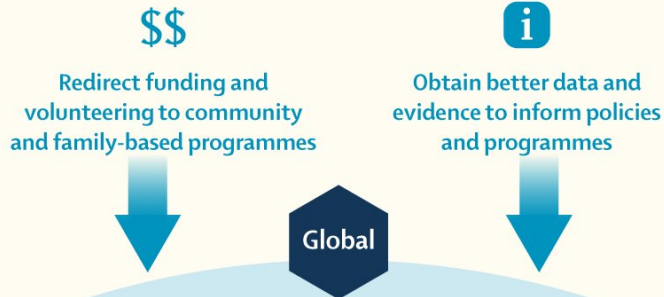 $$
Redirect funding and
volunteering to community
and family-based programmes
i
Obtain better data and
evidence to inform policies
and programmes
Global